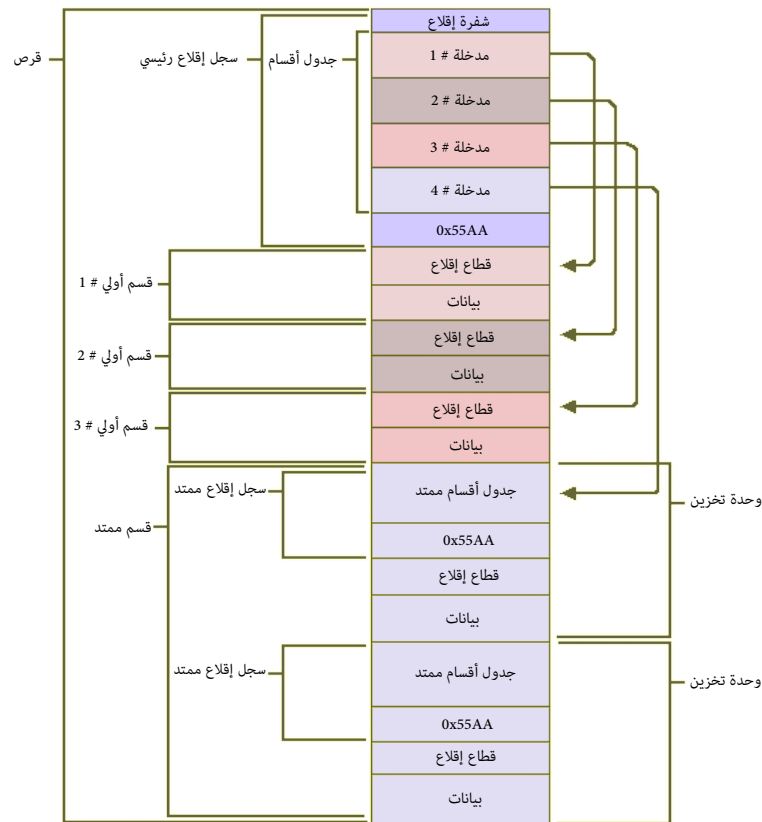 شفرة إقلاع
قرص
سجل إقلاع رئيسي
جدول أقسام
مدخلة # 1
مدخلة # 2
مدخلة # 3
مدخلة # 4
0x55AA
قطاع إقلاع
قسم أولي # 1
بيانات
قطاع إقلاع
قسم أولي # 2
بيانات
قطاع إقلاع
قسم أولي # 3
بيانات
جدول أقسام ممتد
سجل إقلاع ممتد
وحدة تخزين
قسم ممتد
0x55AA
قطاع إقلاع
بيانات
جدول أقسام ممتد
سجل إقلاع ممتد
وحدة تخزين
0x55AA
قطاع إقلاع
بيانات